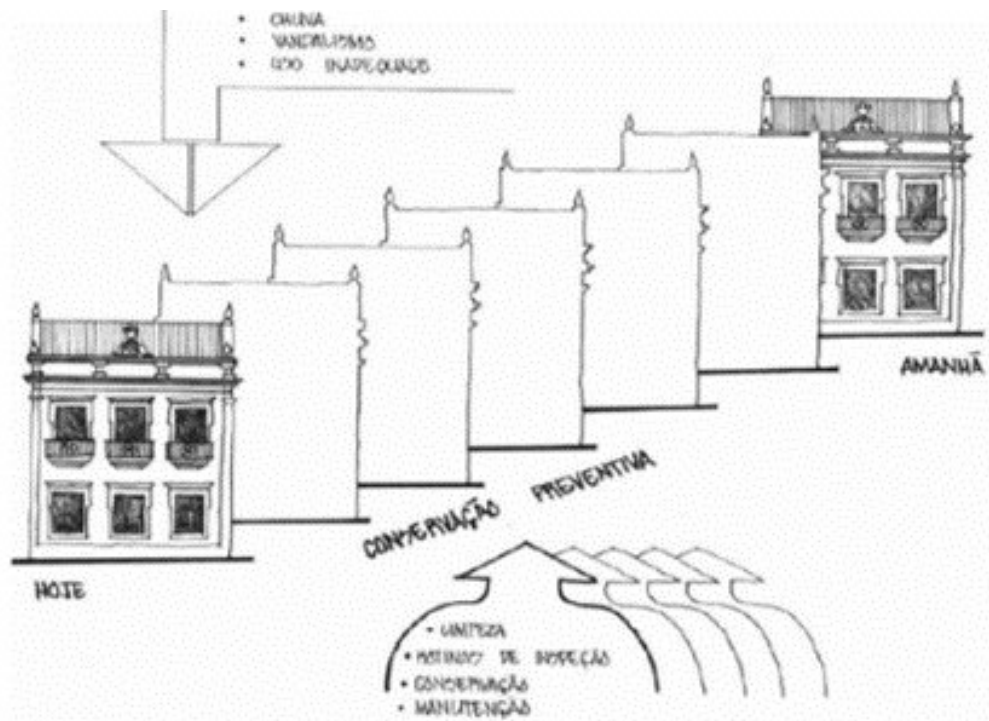 • CHUVA
• VANDALISMO
• USO INADEQUADO
AMANHÃ
CONSERVAÇÃO PREVENTIVA
HOJE
• LIMPEZA
• ROTINAS DE INSPEÇÃO
• CONSERVAÇÃO
• MANUTENÇÃO